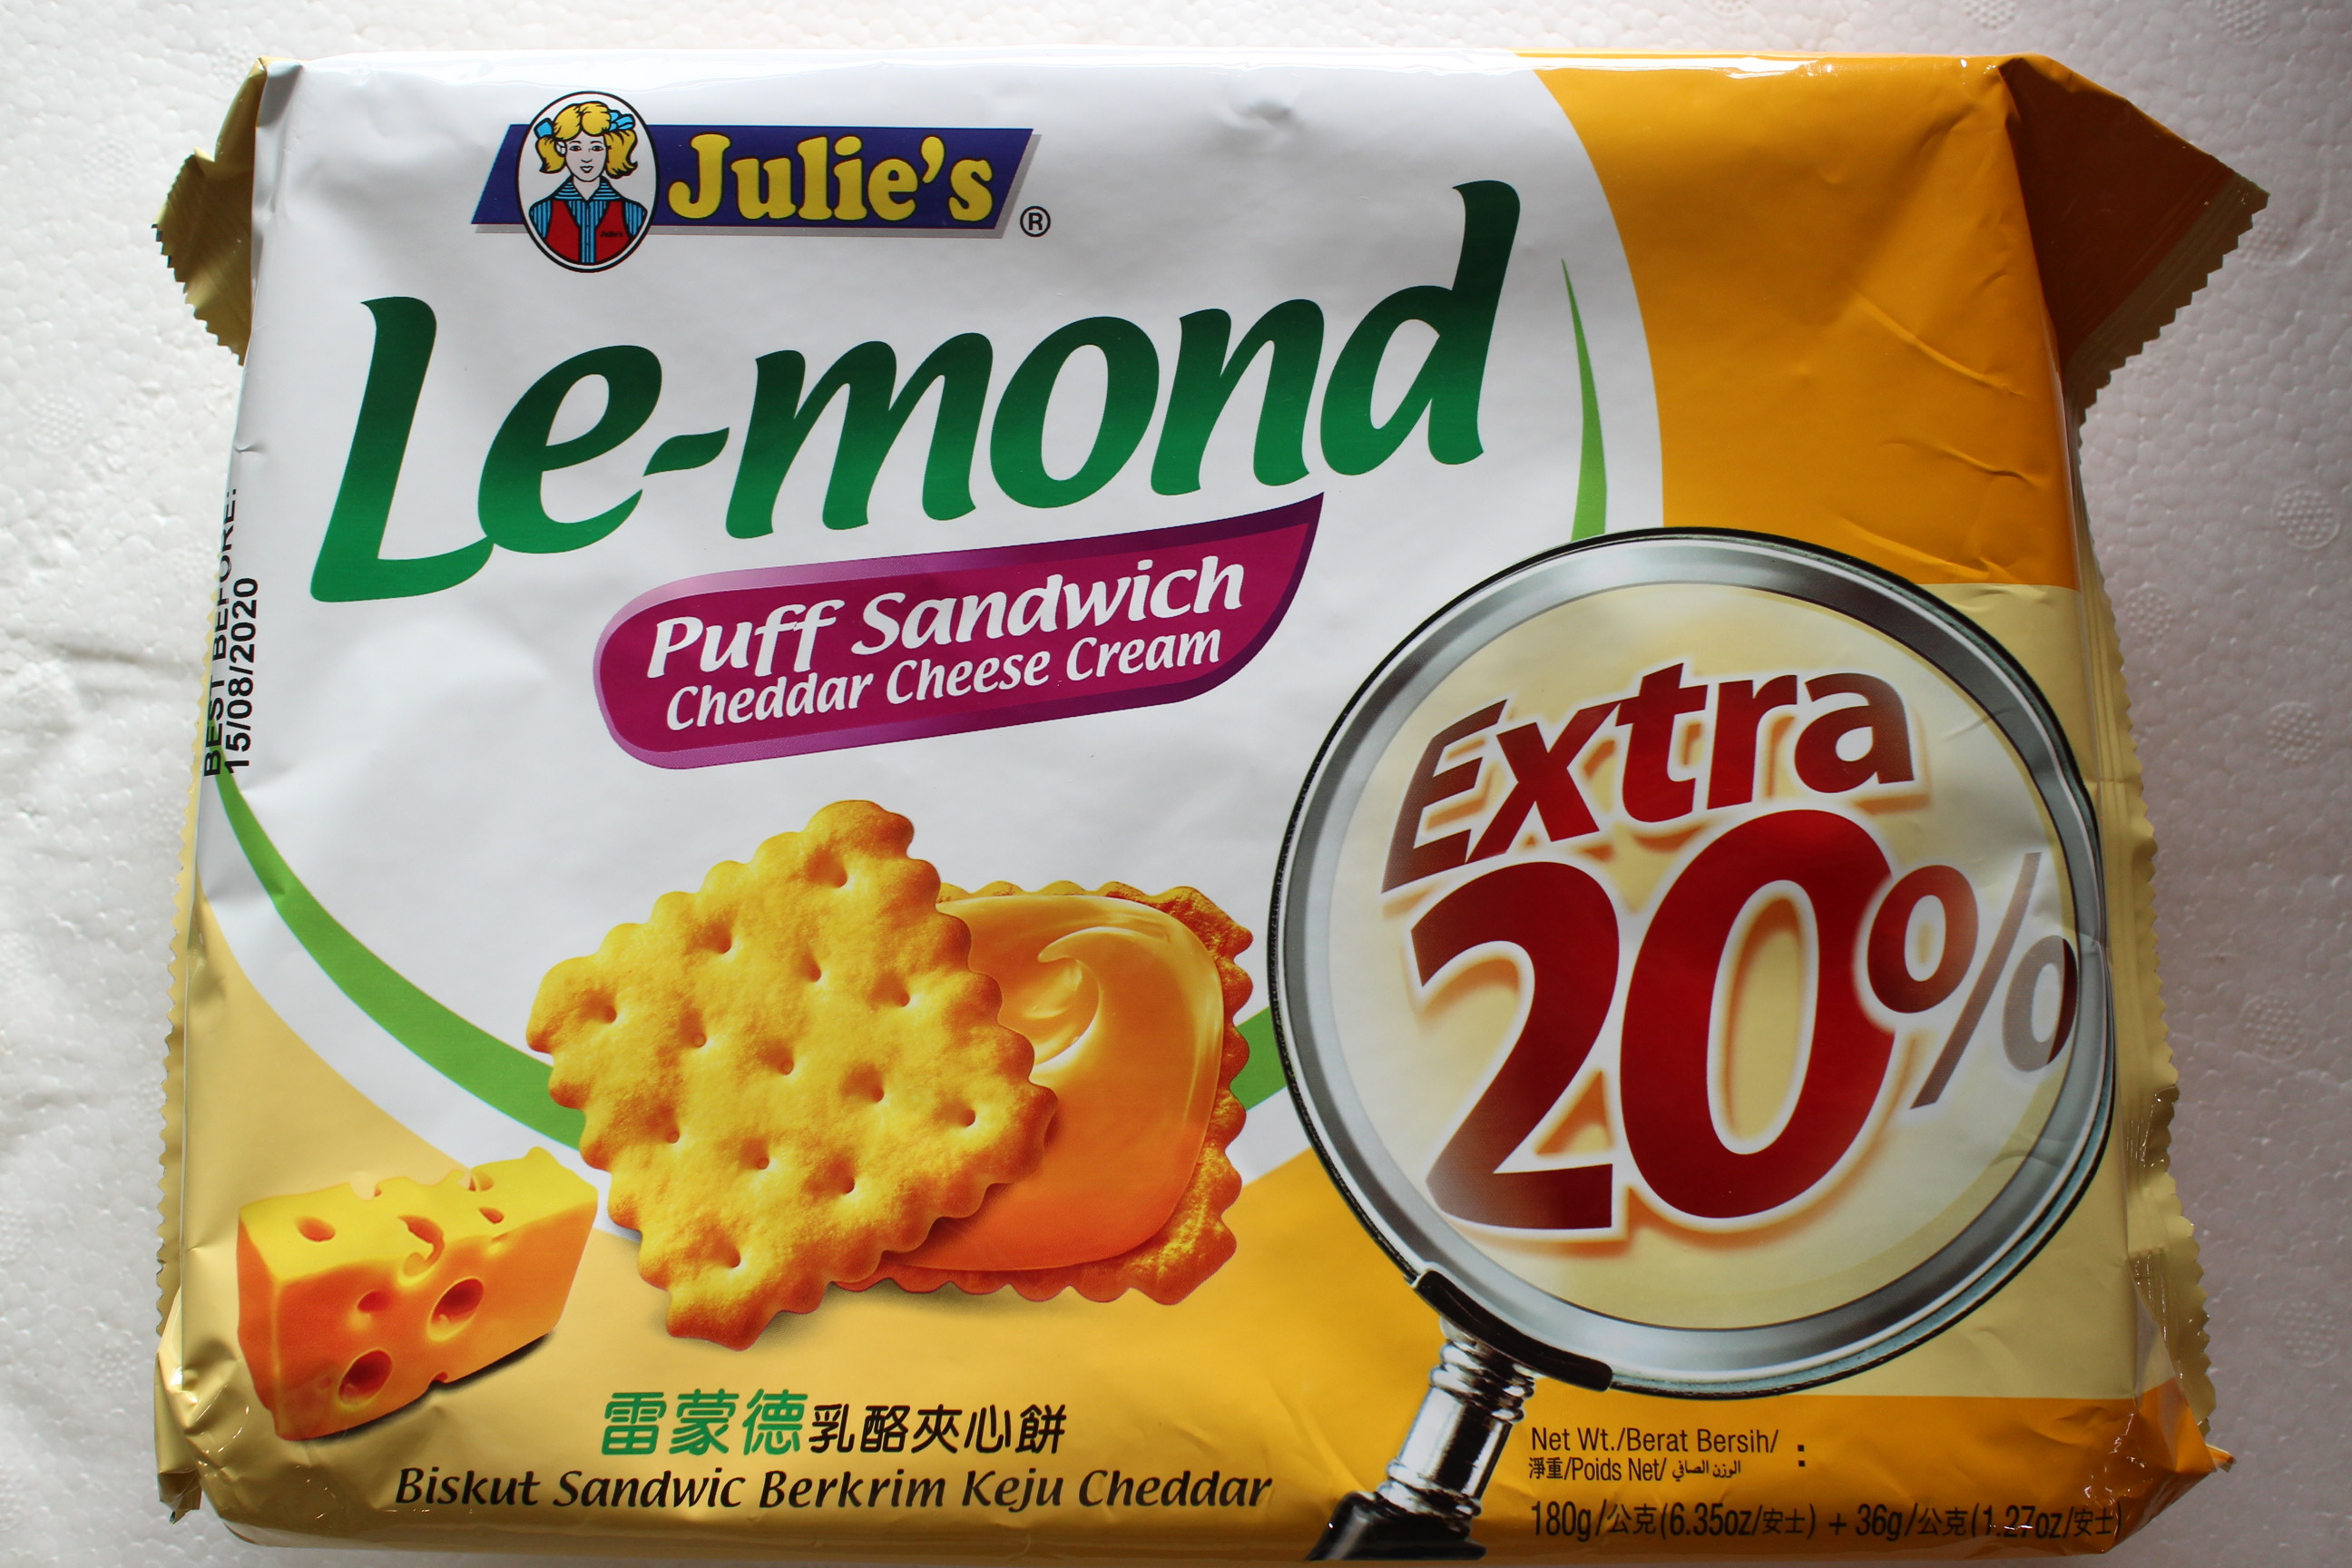 Julie's ®
Le-mond
Puff Sandwich
Cheddar Cheese Cream
BEST BEFORE:
15/08/2020
Extra
20%
雷蒙德乳酪夾心餅
Biskut Sandwic Berkrim Keju Cheddar
Net Wt./Berat Bersih/ :
淨重/Poids Net/ الوزن الصافي
180g/公克(6.35oz/安士) + 36g/公克(1.27oz/安士)